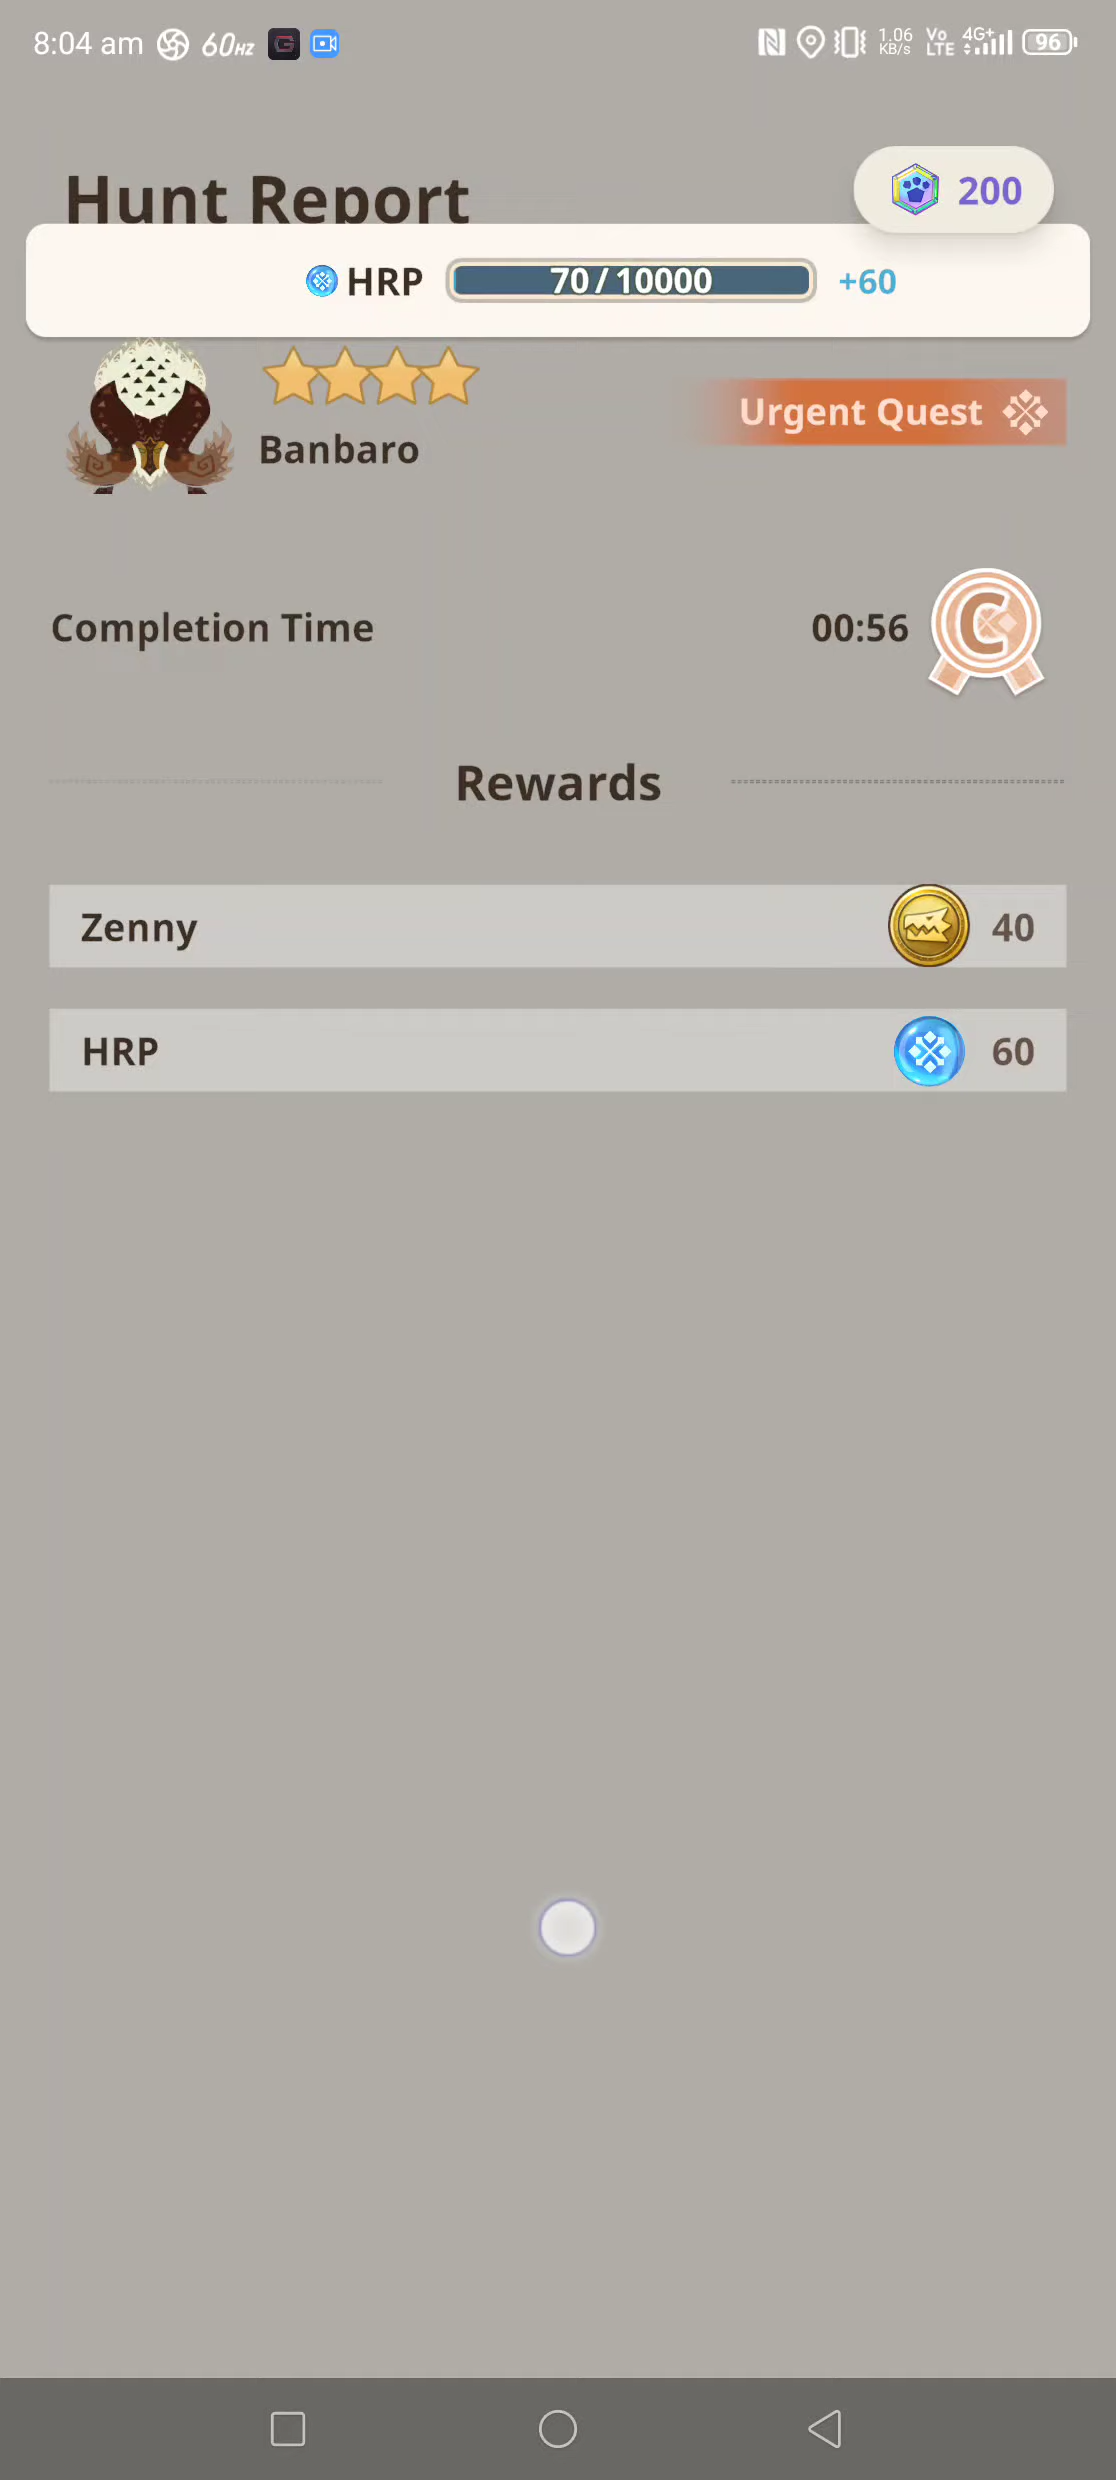 8:04 am 60HZ G 1.06 KB/s Vo LTE 4G+ 96
Hunt Report
200
HRP 70 / 10000 +60
Urgent Quest
Banbaro
Completion Time 00:56 C
Rewards
Zenny 40
HRP 60